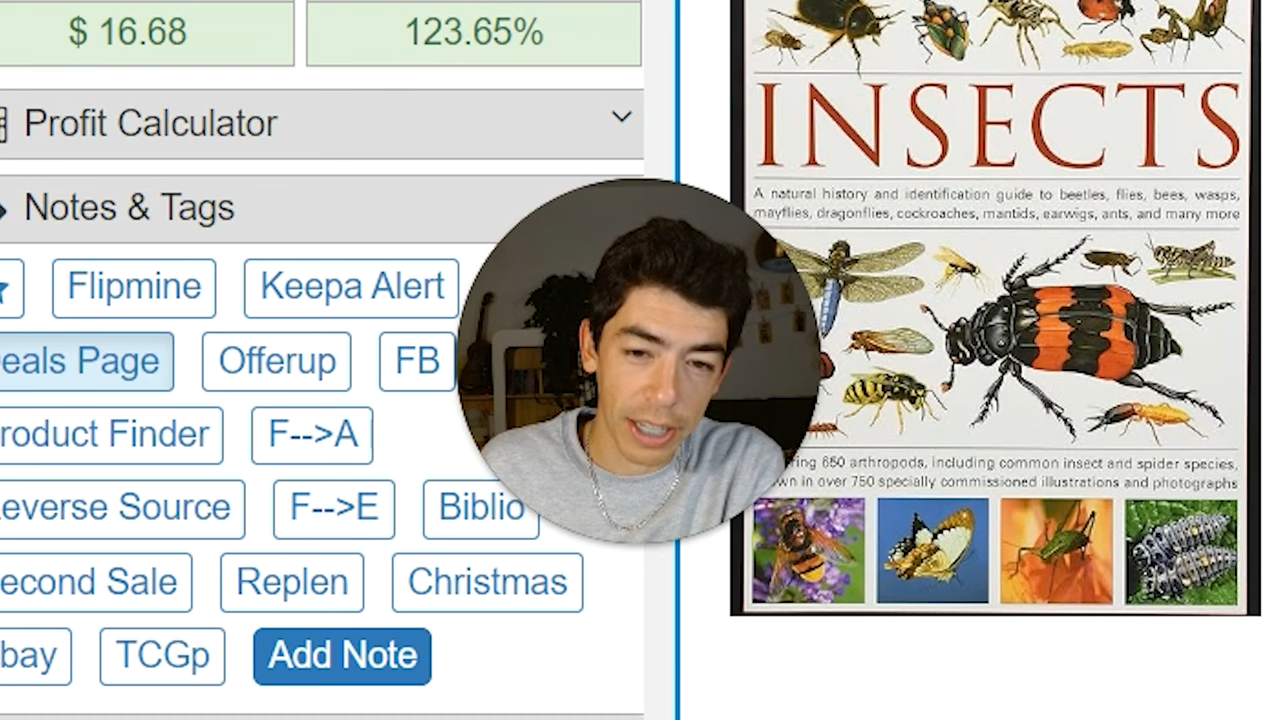 $ 16.68
123.65%
Profit Calculator
Notes & Tags
Flipmine
Keepa Alert
eals Page
Offerup
FB
roduct Finder
F-->A
everse Source
F-->E
Biblio
econd Sale
Replen
Christmas
bay
TCGp
Add Note
INSECTS
A natural history and identification guide to beetles, flies, bees, wasps,
mayflies, dragonflies, cockroaches, mantids, earwigs, ants, and many more
ring 650 arthropods, including common insect and spider species,
wn in over 750 specially commissioned illustrations and photographs